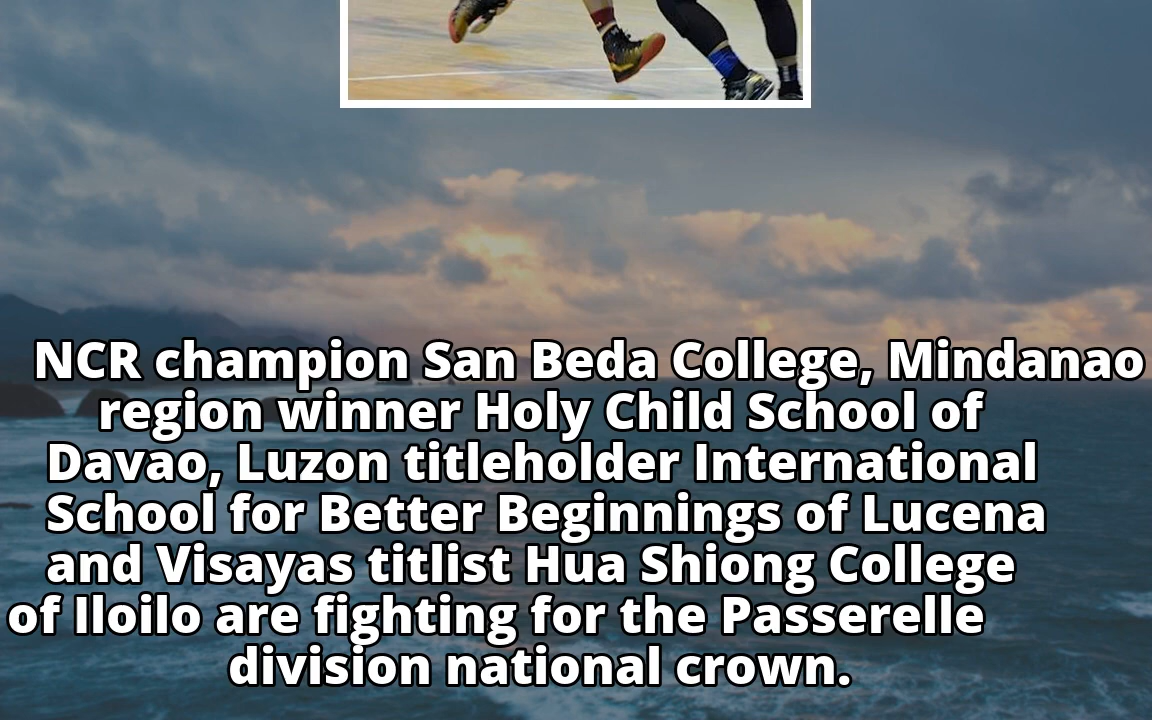 NCR champion San Beda College, Mindanao
region winner Holy Child School of
Davao, Luzon titleholder International
School for Better Beginnings of Lucena
and Visayas titlist Hua Shiong College
of Iloilo are fighting for the Passerelle
division national crown.